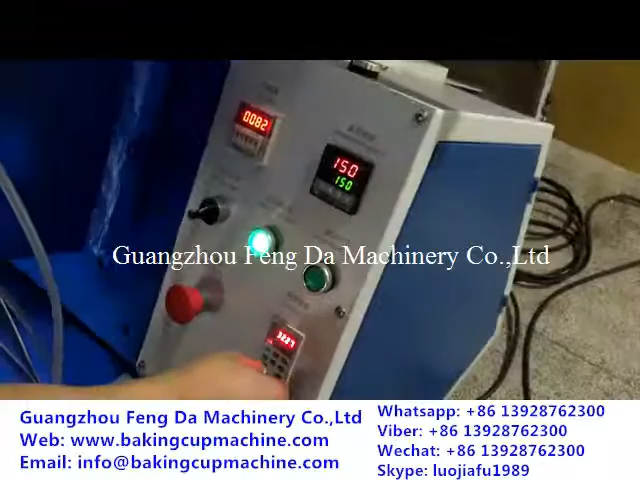 0082
150
150
Guangzhou Feng Da Machinery Co.,Ltd
Guangzhou Feng Da Machinery Co.,Ltd
Web: www.bakingcupmachine.com
Email: info@bakingcupmachine.com
Whatsapp: +86 13928762300
Viber: +86 13928762300
Wechat: +86 13928762300
Skype: luojiafu1989